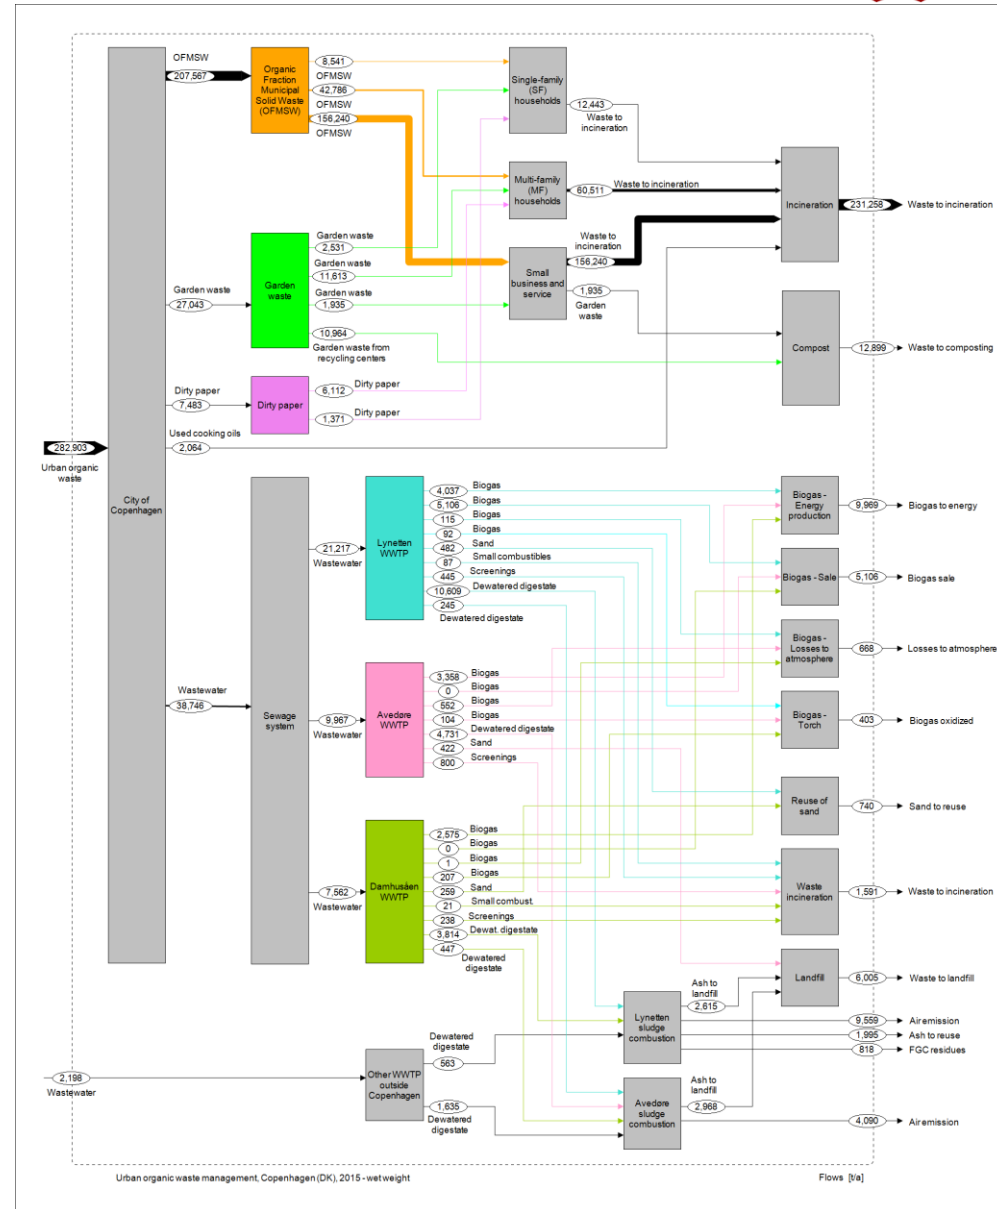 OFMSW
207,567
Organic
Fraction
Municipal
Solid Waste
(OFMSW)
8,541
OFMSW
42,786
OFMSW
156,240
OFMSW
Single-family
(SF)
households
12,443
Waste to
incineration
Multi-family
(MF)
households
60,511
Waste to incineration
Incineration
231,258
Waste to incineration
Garden waste
27,043
Garden
waste
Garden waste
2,531
Garden waste
11,613
Garden waste
1,935
10,964
Garden waste from
recycling centers
Small
business and
service
Waste to
incineration
156,240
1,935
Garden
waste
Compost
12,899
Waste to composting
Dirty paper
7,483
Dirty paper
6,112
Dirty paper
1,371
Dirty paper
Used cooking oils
2,064
282,903
Urban organic
waste
City of
Copenhagen
Wastewater
38,746
Sewage
system
21,217
Wastewater
Lynetten
WWTP
4,037
Biogas
5,106
Biogas
115
Biogas
92
Biogas
482
Sand
87
Small combustibles
445
Screenings
10,609
Dewatered digestate
245
Dewatered digestate
9,967
Wastewater
Avedøre
WWTP
3,358
Biogas
0
Biogas
552
Biogas
104
Biogas
4,731
Dewatered digestate
422
Sand
800
Screenings
7,562
Wastewater
Damhusåen
WWTP
2,575
Biogas
0
Biogas
1
Biogas
207
Biogas
259
Sand
21
Small combust.
238
Screenings
3,814
Dewat. digestate
447
Dewatered
digestate
Biogas -
Energy
production
9,969
Biogas to energy
Biogas - Sale
5,106
Biogas sale
Biogas -
Losses to
atmosphere
668
Losses to atmosphere
Biogas -
Torch
403
Biogas oxidized
Reuse of
sand
740
Sand to reuse
Waste
incineration
1,591
Waste to incineration
Landfill
6,005
Waste to landfill
Lynetten
sludge
combustion
Ash to
landfill
2,615
9,559
Air emission
1,995
Ash to reuse
818
FGC residues
2,198
Wastewater
Other WWTP
outside
Copenhagen
Dewatered
digestate
563
1,635
Dewatered
digestate
Avedøre
sludge
combustion
Ash to
landfill
2,968
4,090
Air emission
Urban organic waste management, Copenhagen (DK), 2015 - wet weight
Flows [t/a]